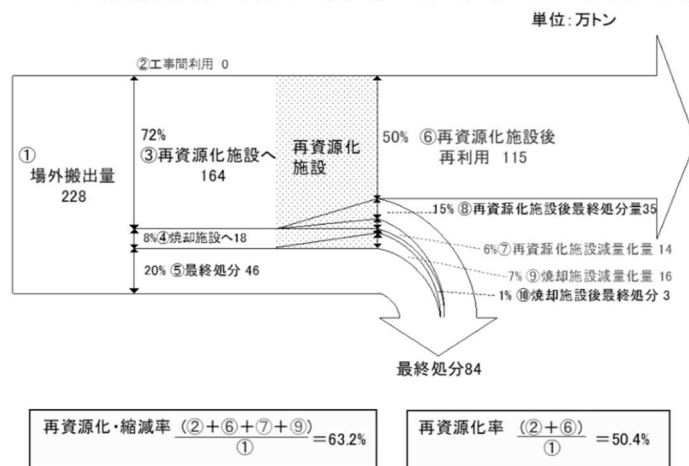 単位:万トン
②工事間利用 0
①
場外搬出量
228
72%
③再資源化施設へ
164
再資源化
施設
50% ⑥再資源化施設後
再利用 115
15% ⑧再資源化施設後最終処分量35
8%④焼却施設へ18
6%⑦再資源化施設減量化量 14
20% ⑤最終処分 46
7% ⑨焼却施設減量化量 16
1% ⑩焼却施設後最終処分 3
最終処分84
再資源化・縮減率 (②+⑥+⑦+⑨)
① =63.2%
再資源化率 (②+⑥)
① =50.4%